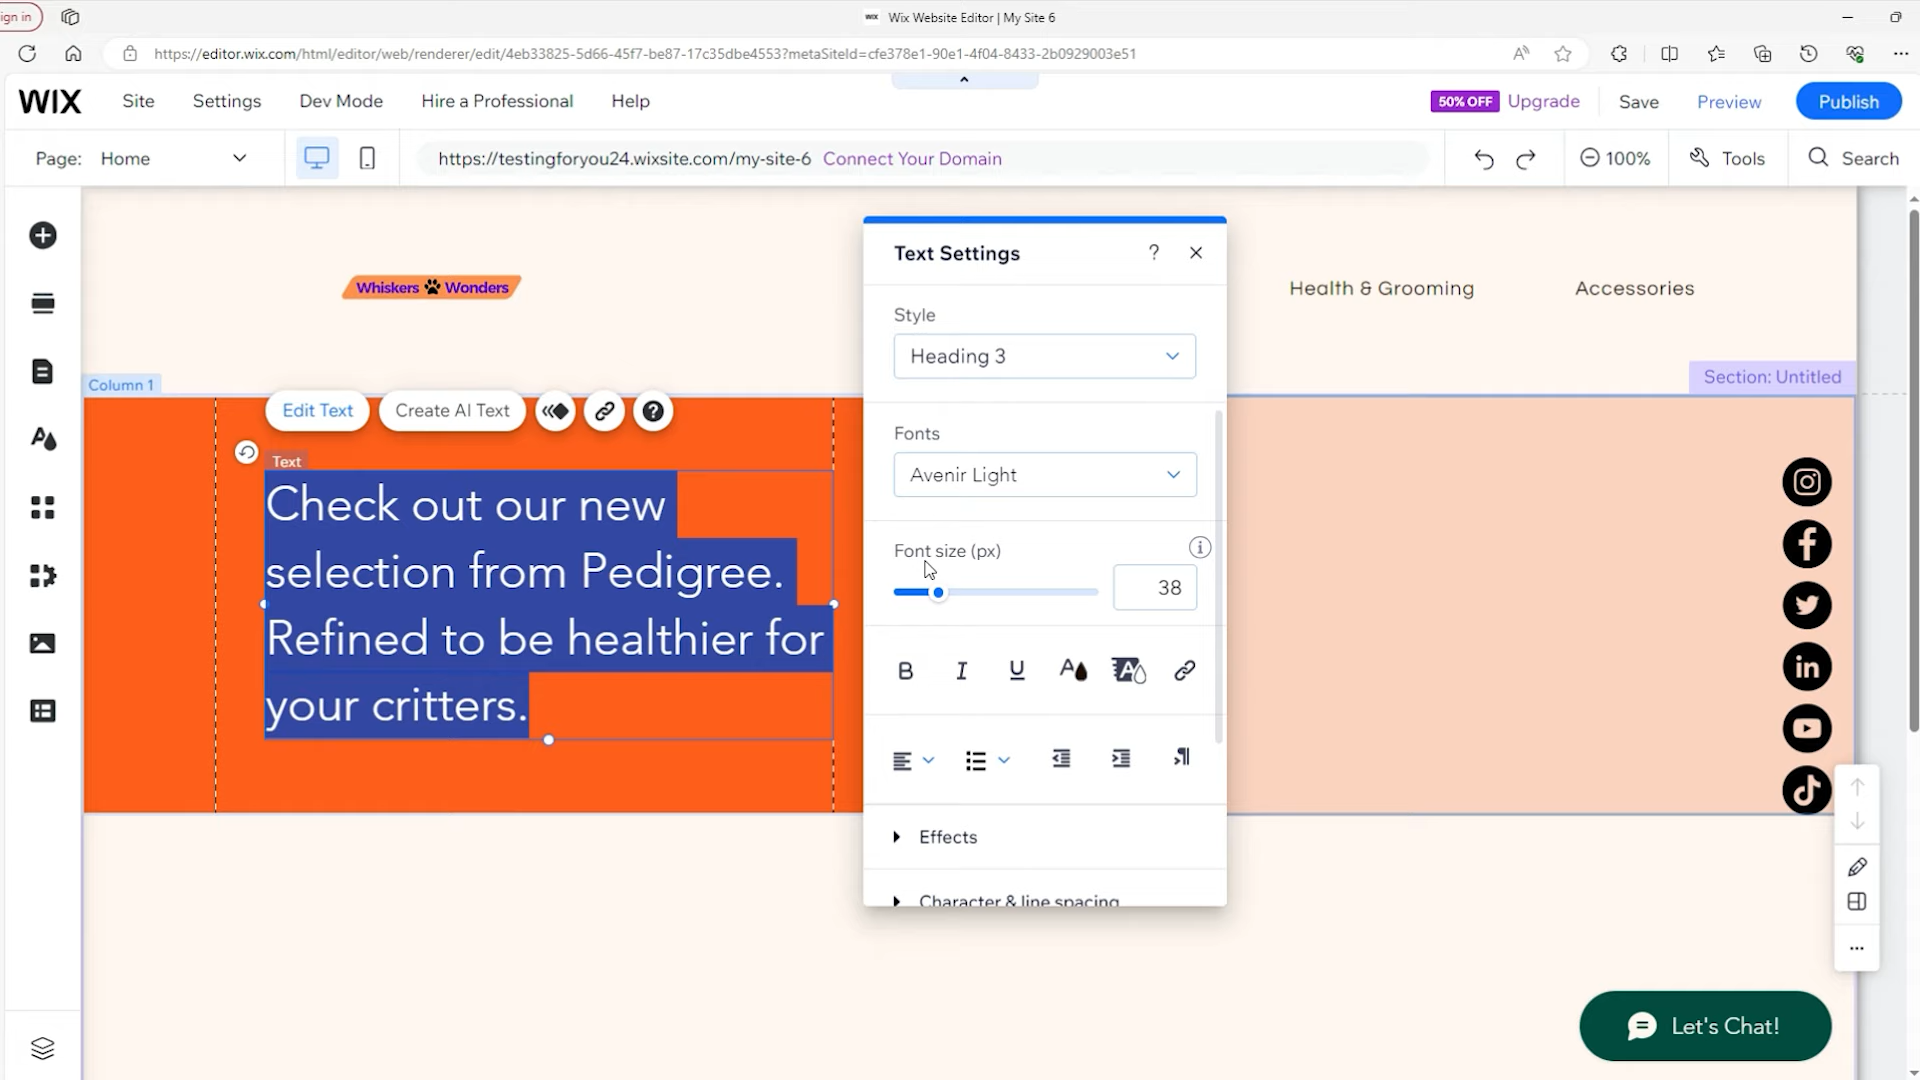 ign in
WIX Wix Website Editor | My Site 6
https://editor.wix.com/html/editor/web/renderer/edit/4eb33825-5d66-45f7-be87-17c35dbe4553?metaSiteId=cfe378e1-90e1-4f04-8433-2b0929003e51
WIX Site Settings Dev Mode Hire a Professional Help 50% OFF Upgrade Save Preview Publish
Page: Home https://testingforyou24.wixsite.com/my-site-6 Connect Your Domain 100% Tools Search
Whiskers Wonders
Health & Grooming Accessories
Column 1
Section: Untitled
Edit Text Create AI Text
Text
Check out our new
selection from Pedigree.
Refined to be healthier for
your critters.
Text Settings ?
Style
Heading 3
Fonts
Avenir Light
Font size (px)
38
B I U A A
Effects
Character & line spacing
Let's Chat!